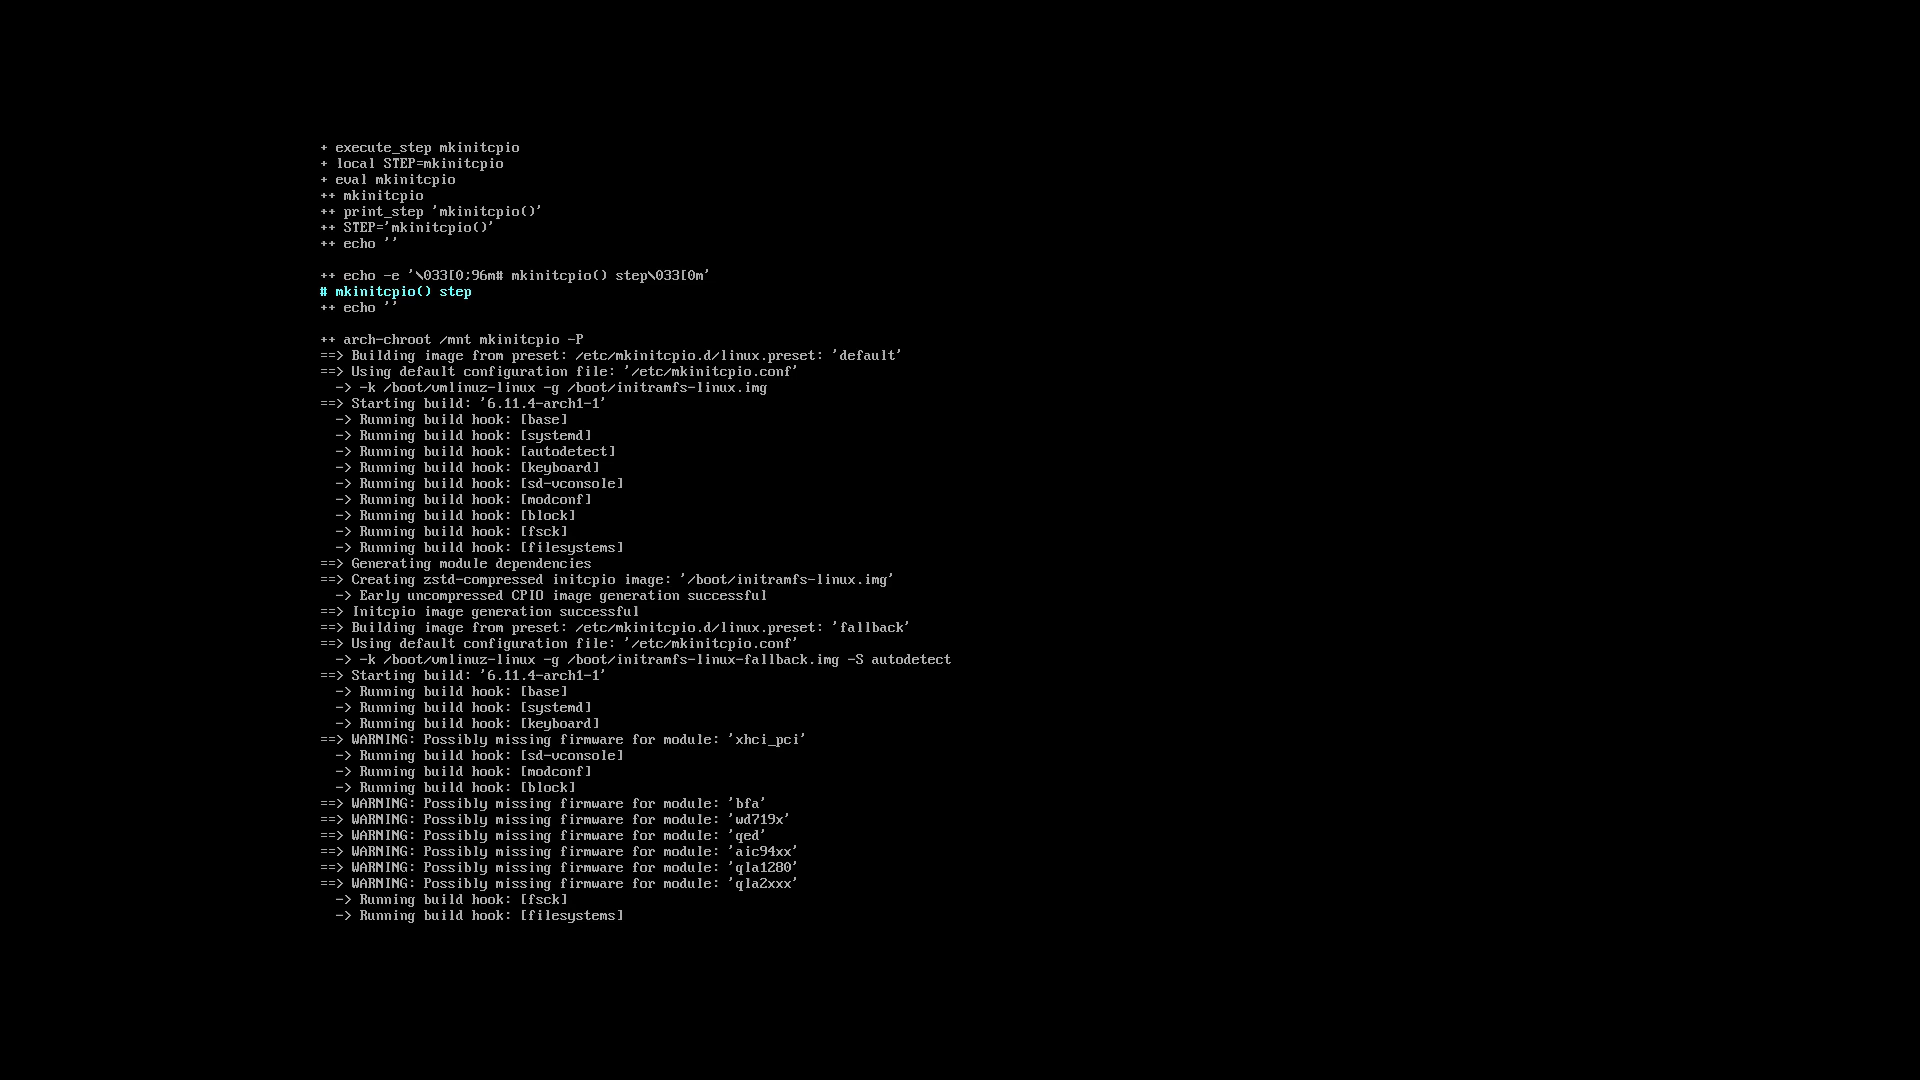 + execute_step mkinitcpio
+ local STEP=mkinitcpio
+ eval mkinitcpio
++ mkinitcpio
++ print_step 'mkinitcpio()'
++ STEP='mkinitcpio()'
++ echo ''
++ echo -e '\033[0;96m# mkinitcpio() step\033[0m'
# mkinitcpio() step
++ echo ''
++ arch-chroot /mnt mkinitcpio -P
==> Building image from preset: /etc/mkinitcpio.d/linux.preset: 'default'
==> Using default configuration file: '/etc/mkinitcpio.conf'
  -> -k /boot/vmlinuz-linux -g /boot/initramfs-linux.img
==> Starting build: '6.11.4-arch1-1'
  -> Running build hook: [base]
  -> Running build hook: [systemd]
  -> Running build hook: [autodetect]
  -> Running build hook: [keyboard]
  -> Running build hook: [sd-vconsole]
  -> Running build hook: [modconf]
  -> Running build hook: [block]
  -> Running build hook: [fsck]
  -> Running build hook: [filesystems]
==> Generating module dependencies
==> Creating zstd-compressed initcpio image: '/boot/initramfs-linux.img'
  -> Early uncompressed CPIO image generation successful
==> Initcpio image generation successful
==> Building image from preset: /etc/mkinitcpio.d/linux.preset: 'fallback'
==> Using default configuration file: '/etc/mkinitcpio.conf'
  -> -k /boot/vmlinuz-linux -g /boot/initramfs-linux-fallback.img -S autodetect
==> Starting build: '6.11.4-arch1-1'
  -> Running build hook: [base]
  -> Running build hook: [systemd]
  -> Running build hook: [keyboard]
==> WARNING: Possibly missing firmware for module: 'xhci_pci'
  -> Running build hook: [sd-vconsole]
  -> Running build hook: [modconf]
  -> Running build hook: [block]
==> WARNING: Possibly missing firmware for module: 'bfa'
==> WARNING: Possibly missing firmware for module: 'wd719x'
==> WARNING: Possibly missing firmware for module: 'qed'
==> WARNING: Possibly missing firmware for module: 'aic94xx'
==> WARNING: Possibly missing firmware for module: 'qla1280'
==> WARNING: Possibly missing firmware for module: 'qla2xxx'
  -> Running build hook: [fsck]
  -> Running build hook: [filesystems]